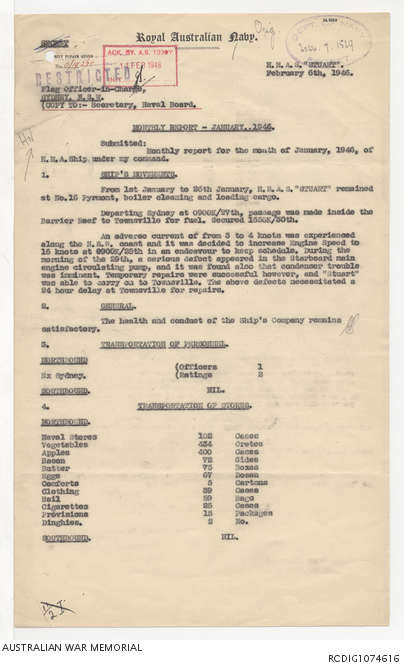 Royal Australian Navy.
Orig.
SECRET
RESTRICTED
ACK. BY A.S. 1029Y
FEB 1946
H.M.A.S. "STUART".
February 6th, 1946.
Flag Officer-in-Charge,
SYDNEY, N.S.W.
(COPY TO:- Secretary, Naval Board.
MONTHLY REPORT - JANUARY, 1946.
Submitted:
Monthly report for the month of January, 1946, of
H.M.A.Ship under my command.
1. SHIP'S MOVEMENTS.
From 1st January to 26th January, H.M.A.S."STUART" remained
at No.16 Pyrmont, boiler cleaning and loading cargo.
Departing Sydney at 0900K/27th, passage was made inside the
Barrier Reef to Townsville for fuel. Secured 1555K/30th.
An adverse current of from 3 to 4 knots was experienced
along the N.S.W. coast and it was decided to increase Engine Speed to
15 knots at 0900K/28th in an endeavour to keep schedule. During the
morning of the 29th, a serious defect appeared in the Starboard main
engine circulating pump, and it was found also that condenser trouble
was imminent. Temporary repairs were successful however, and "Stuart"
was able to carry on to Townsville. The above defects necessitated a
24 hour delay at Townsville for repairs.
2. GENERAL.
The health and conduct of the Ship's Company remains
satisfactory.
3. TRANSPORTATION OF PERSONNEL.
NORTHBOUND
Ex Sydney. (Officers 1
(Ratings 2
SOUTHBOUND. NIL.
4. TRANSPORTATION OF STORES.
NORTHBOUND.
Naval Stores 102 Cases
Vegetables 434 Crates
Apples 400 Cases
Bacon 72 Sides
Butter 75 Boxes
Eggs 67 Dozen
Comforts 5 Cartons
Clothing 39 Cases
Mail 59 Bags
Cigarettes 25 Cases
Provisions 13 Packages
Dinghies. 2 No.
SOUTHBOUND. NIL.
AUSTRALIAN WAR MEMORIAL
RCDIG1074616